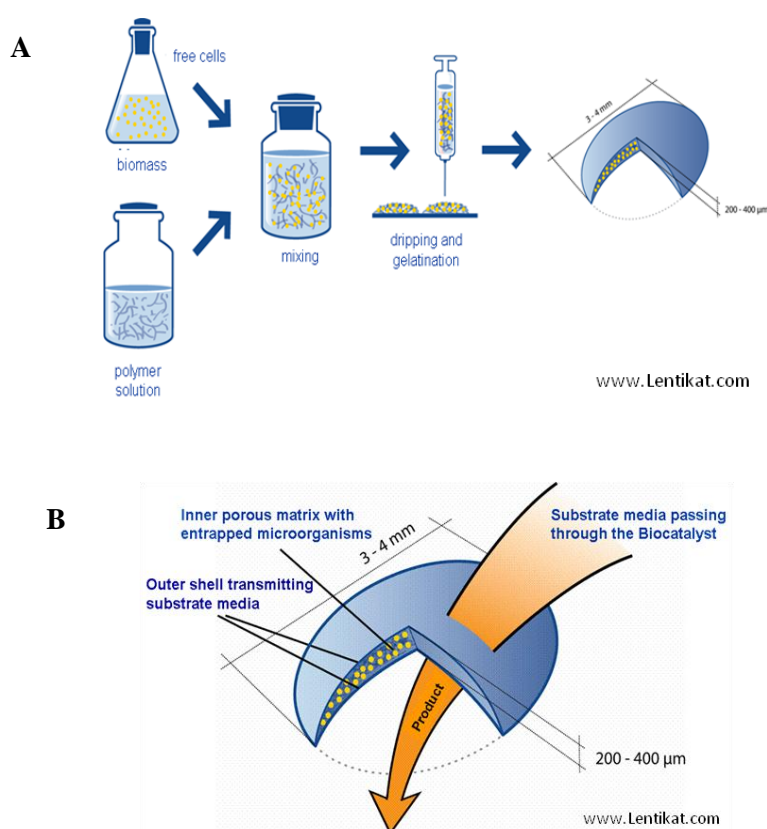 A
free cells
biomass
polymer
solution
mixing
dripping and
gelatination
3 - 4 mm
200 - 400 µm
www.Lentikat.com
B
Inner porous matrix with
entrapped microorganisms
3 - 4 mm
Substrate media passing
through the Biocatalyst
Outer shell transmitting
substrate media
Product
200 - 400 µm
www.Lentikat.com